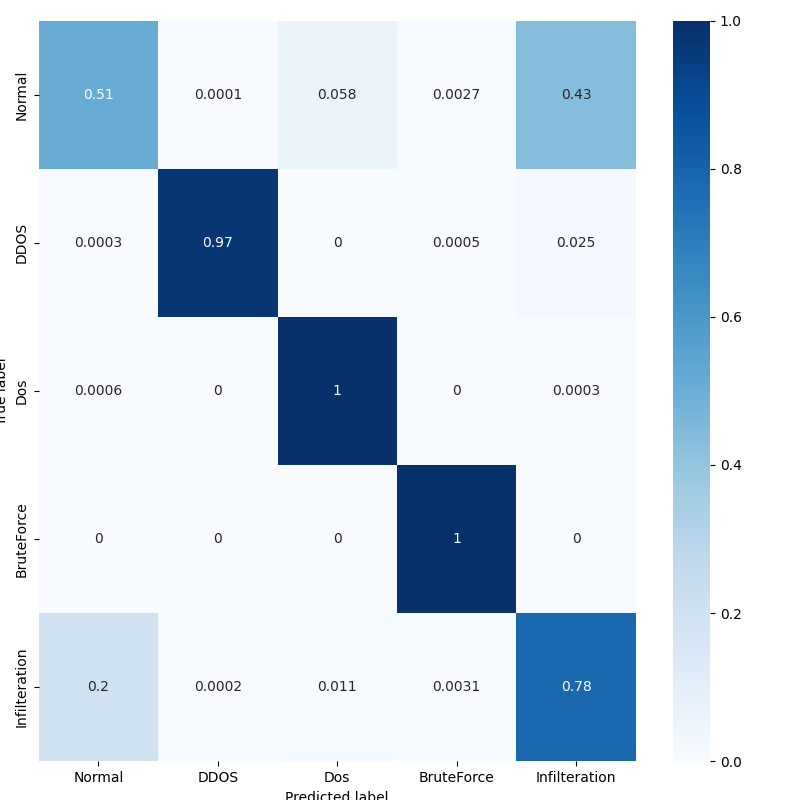 Normal 0.51 0.0001 0.058 0.0027 0.43
DDOS 0.0003 0.97 0 0.0005 0.025
Dos 0.0006 0 1 0 0.0003
BruteForce 0 0 0 1 0
Infilteration 0.2 0.0002 0.011 0.0031 0.78
Normal DDOS Dos BruteForce Infilteration
Predicted label
True label
1.0
0.8
0.6
0.4
0.2
0.0